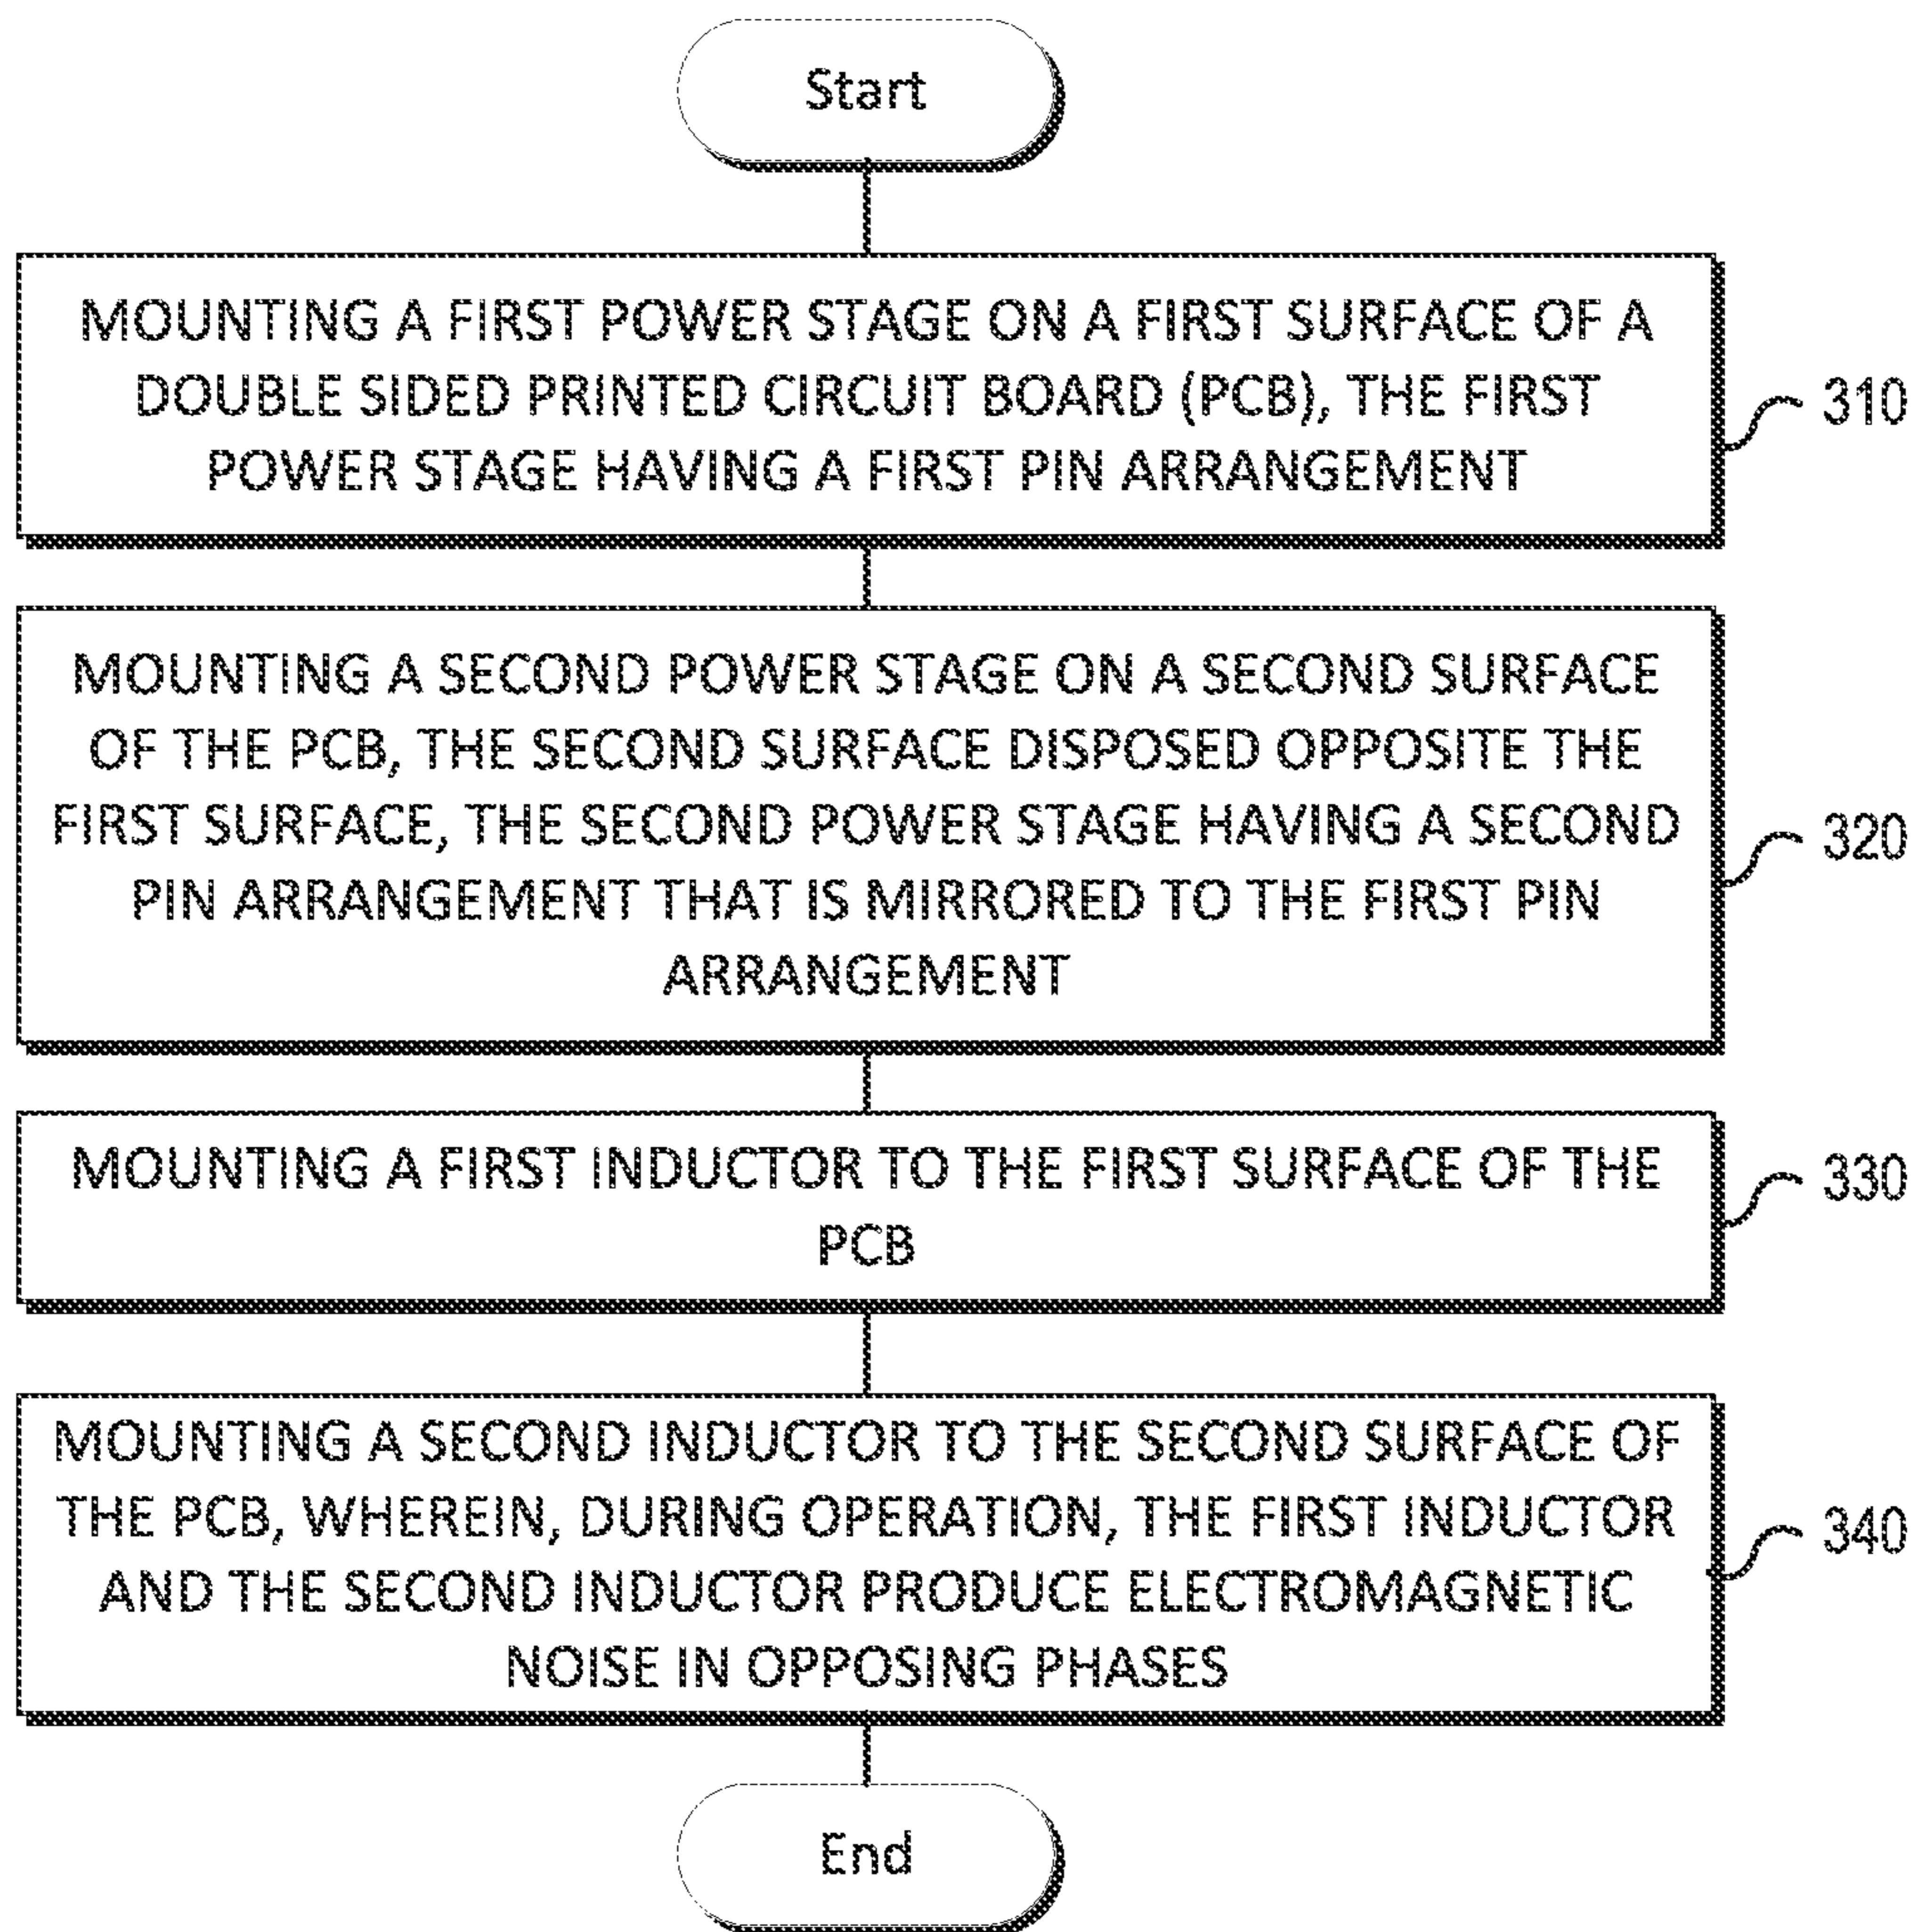 Start
MOUNTING A FIRST POWER STAGE ON A FIRST SURFACE OF A
DOUBLE SIDED PRINTED CIRCUIT BOARD (PCB), THE FIRST
POWER STAGE HAVING A FIRST PIN ARRANGEMENT
310
MOUNTING A SECOND POWER STAGE ON A SECOND SURFACE
OF THE PCB, THE SECOND SURFACE DISPOSED OPPOSITE THE
FIRST SURFACE, THE SECOND POWER STAGE HAVING A SECOND
PIN ARRANGEMENT THAT IS MIRRORED TO THE FIRST PIN
ARRANGEMENT
320
MOUNTING A FIRST INDUCTOR TO THE FIRST SURFACE OF THE
PCB
330
MOUNTING A SECOND INDUCTOR TO THE SECOND SURFACE OF
THE PCB, WHEREIN, DURING OPERATION, THE FIRST INDUCTOR
AND THE SECOND INDUCTOR PRODUCE ELECTROMAGNETIC
NOISE IN OPPOSING PHASES
340
End